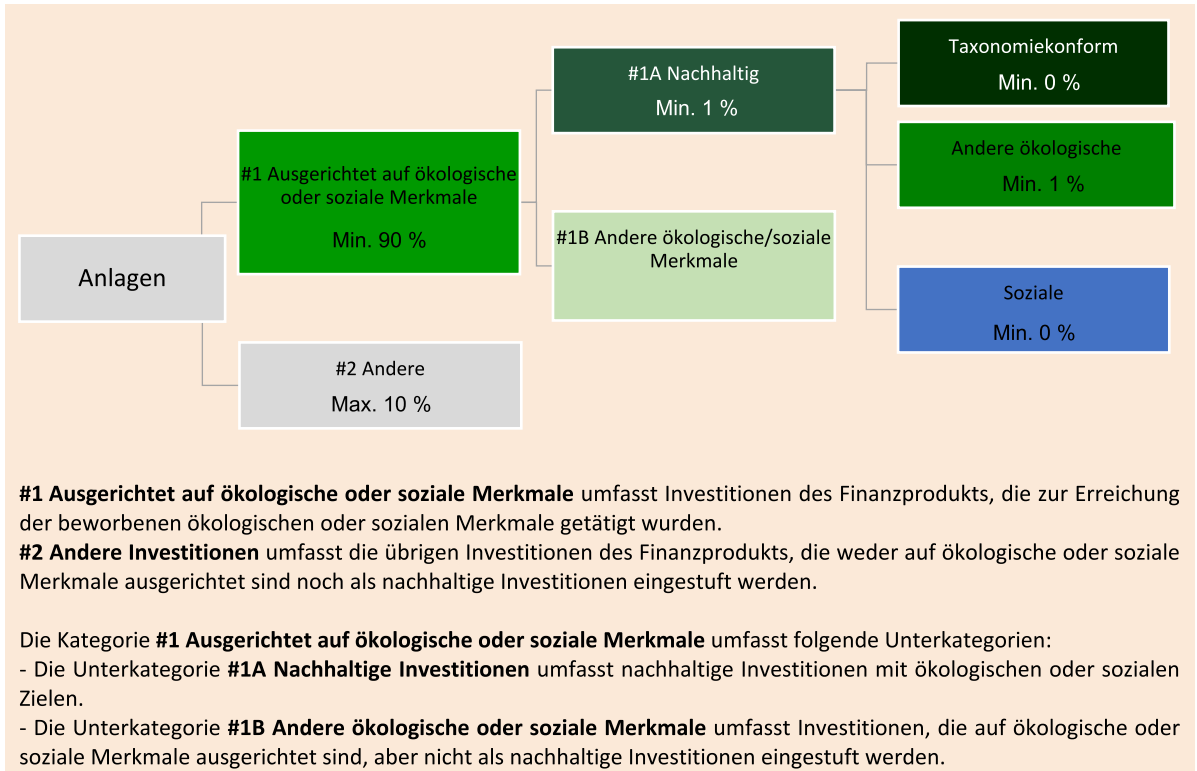 Anlagen
#1 Ausgerichtet auf ökologische
oder soziale Merkmale
Min. 90 %
#2 Andere
Max. 10 %
#1A Nachhaltig
Min. 1 %
#1B Andere ökologische/soziale
Merkmale
Taxonomiekonform
Min. 0 %
Andere ökologische
Min. 1 %
Soziale
Min. 0 %
#1 Ausgerichtet auf ökologische oder soziale Merkmale umfasst Investitionen des Finanzprodukts, die zur Erreichung
der beworbenen ökologischen oder sozialen Merkmale getätigt wurden.
#2 Andere Investitionen umfasst die übrigen Investitionen des Finanzprodukts, die weder auf ökologische oder soziale
Merkmale ausgerichtet sind noch als nachhaltige Investitionen eingestuft werden.
Die Kategorie #1 Ausgerichtet auf ökologische oder soziale Merkmale umfasst folgende Unterkategorien:
- Die Unterkategorie #1A Nachhaltige Investitionen umfasst nachhaltige Investitionen mit ökologischen oder sozialen
Zielen.
- Die Unterkategorie #1B Andere ökologische oder soziale Merkmale umfasst Investitionen, die auf ökologische oder
soziale Merkmale ausgerichtet sind, aber nicht als nachhaltige Investitionen eingestuft werden.